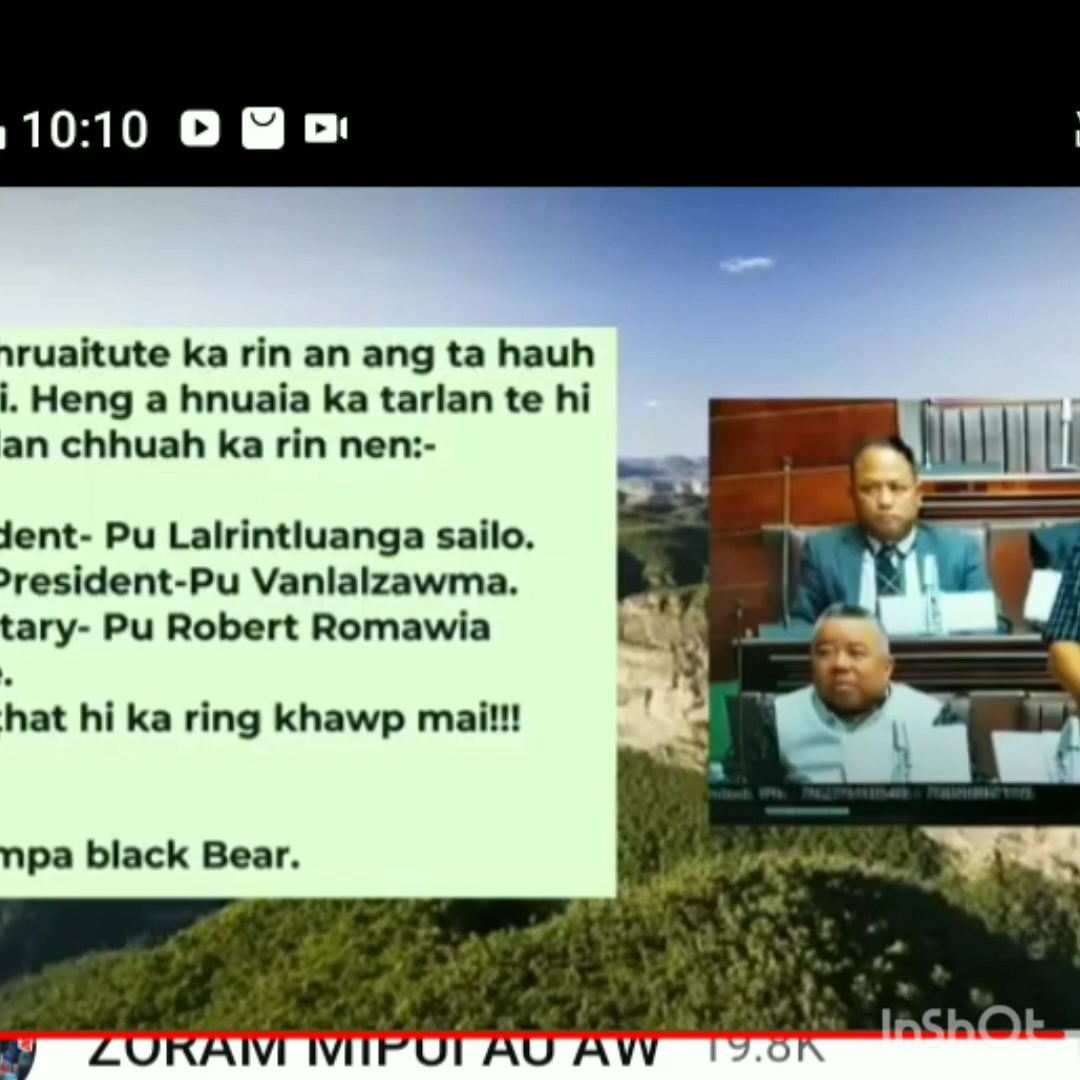 10:10
hruaitute ka rin an ang ta hauh
i. Heng a hnuaia ka tarlan te hi
lan chhuah ka rin nen:-
dent- Pu Lalrintluanga sailo.
President-Pu Vanlalzawma.
tary- Pu Robert Romawia
that hi ka ring khawp mai!!!
mpa black Bear.
InShOt
ZORAM MIPUI AU AW 19.8K